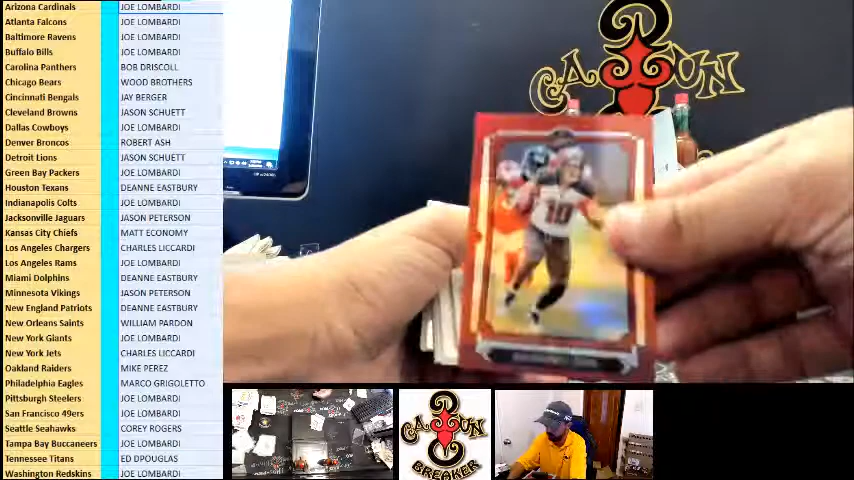 Arizona Cardinals JOE LOMBARDI
Atlanta Falcons JOE LOMBARDI
Baltimore Ravens JOE LOMBARDI
Buffalo Bills JOE LOMBARDI
Carolina Panthers BOB DRISCOLL
Chicago Bears WOOD BROTHERS
Cincinnati Bengals JAY BERGER
Cleveland Browns JASON SCHUETT
Dallas Cowboys JOE LOMBARDI
Denver Broncos ROBERT ASH
Detroit Lions JASON SCHUETT
Green Bay Packers JOE LOMBARDI
Houston Texans DEANNE EASTBURY
Indianapolis Colts JOE LOMBARDI
Jacksonville Jaguars JASON PETERSON
Kansas City Chiefs MATT ECONOMY
Los Angeles Chargers CHARLES LICCARDI
Los Angeles Rams JOE LOMBARDI
Miami Dolphins DEANNE EASTBURY
Minnesota Vikings JASON PETERSON
New England Patriots DEANNE EASTBURY
New Orleans Saints WILLIAM PARDON
New York Giants JOE LOMBARDI
New York Jets CHARLES LICCARDI
Oakland Raiders MIKE PEREZ
Philadelphia Eagles MARCO GRIGOLETTO
Pittsburgh Steelers JOE LOMBARDI
San Francisco 49ers JOE LOMBARDI
Seattle Seahawks COREY ROGERS
Tampa Bay Buccaneers JOE LOMBARDI
Tennessee Titans ED DPOUGLAS
Washington Redskins JOE LOMBARDI
CAJUN
10
CAJUN
BREAKER